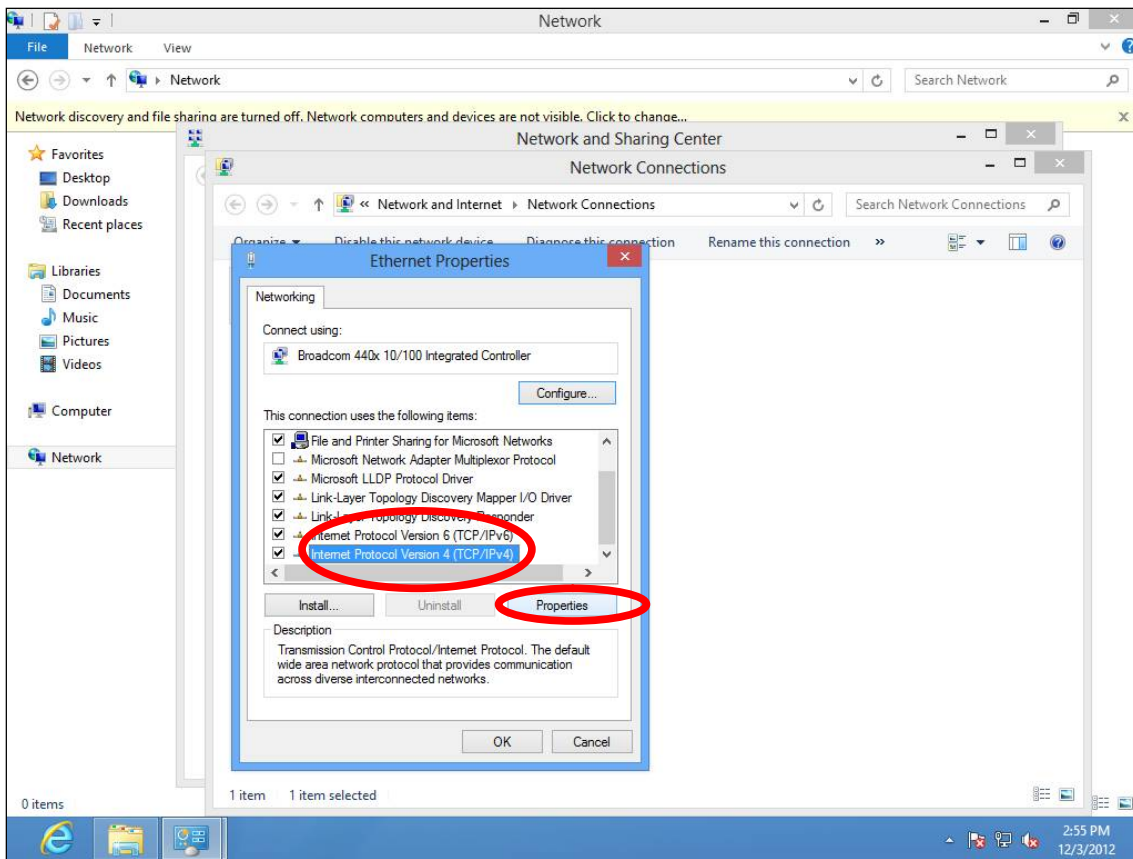 Network
File Network View
Network
Search Network
Network discovery and file sharing are turned off. Network computers and devices are not visible. Click to change...
Network and Sharing Center
Network Connections
Favorites
Desktop
Downloads
Recent places
Libraries
Documents
Music
Pictures
Videos
Computer
Network
« Network and Internet Network Connections
Search Network Connections
Organize Disable this network device Diagnose this connection Rename this connection »
Ethernet Properties
Networking
Connect using:
Broadcom 440x 10/100 Integrated Controller
Configure...
This connection uses the following items:
File and Printer Sharing for Microsoft Networks
Microsoft Network Adapter Multiplexor Protocol
Microsoft LLDP Protocol Driver
Link-Layer Topology Discovery Mapper I/O Driver
Link-Layer Topology Discovery Responder
Internet Protocol Version 6 (TCP/IPv6)
Internet Protocol Version 4 (TCP/IPv4)
Install... Uninstall Properties
Description
Transmission Control Protocol/Internet Protocol. The default
wide area network protocol that provides communication
across diverse interconnected networks.
OK Cancel
1 item 1 item selected
0 items
2:55 PM
12/3/2012